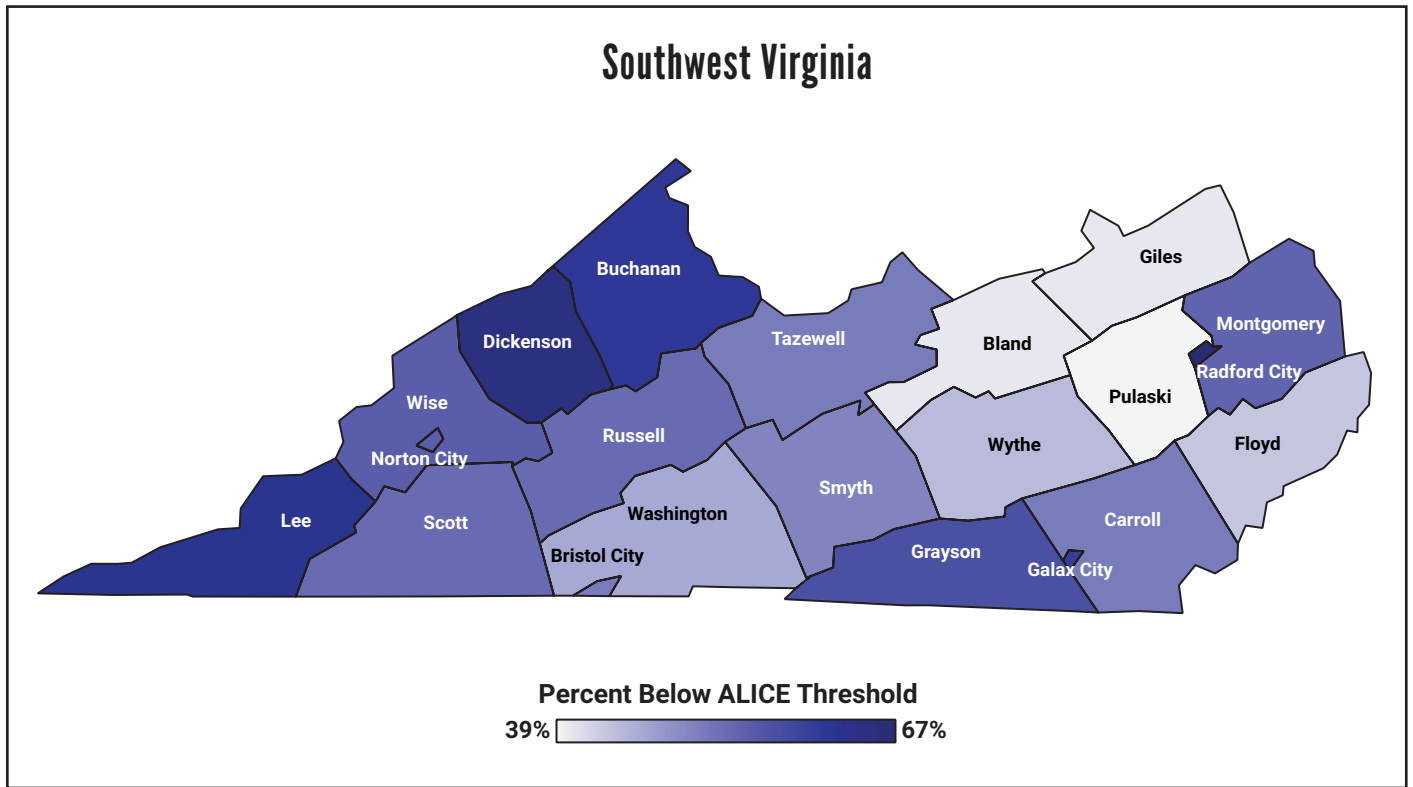 Southwest Virginia
Giles
Buchanan
Montgomery
Dickenson
Tazewell
Bland
Radford City
Pulaski
Wise
Russell
Floyd
Wythe
Norton City
Smyth
Washington
Carroll
Lee
Scott
Grayson
Bristol City
Galax City
Percent Below ALICE Threshold
39% 67%